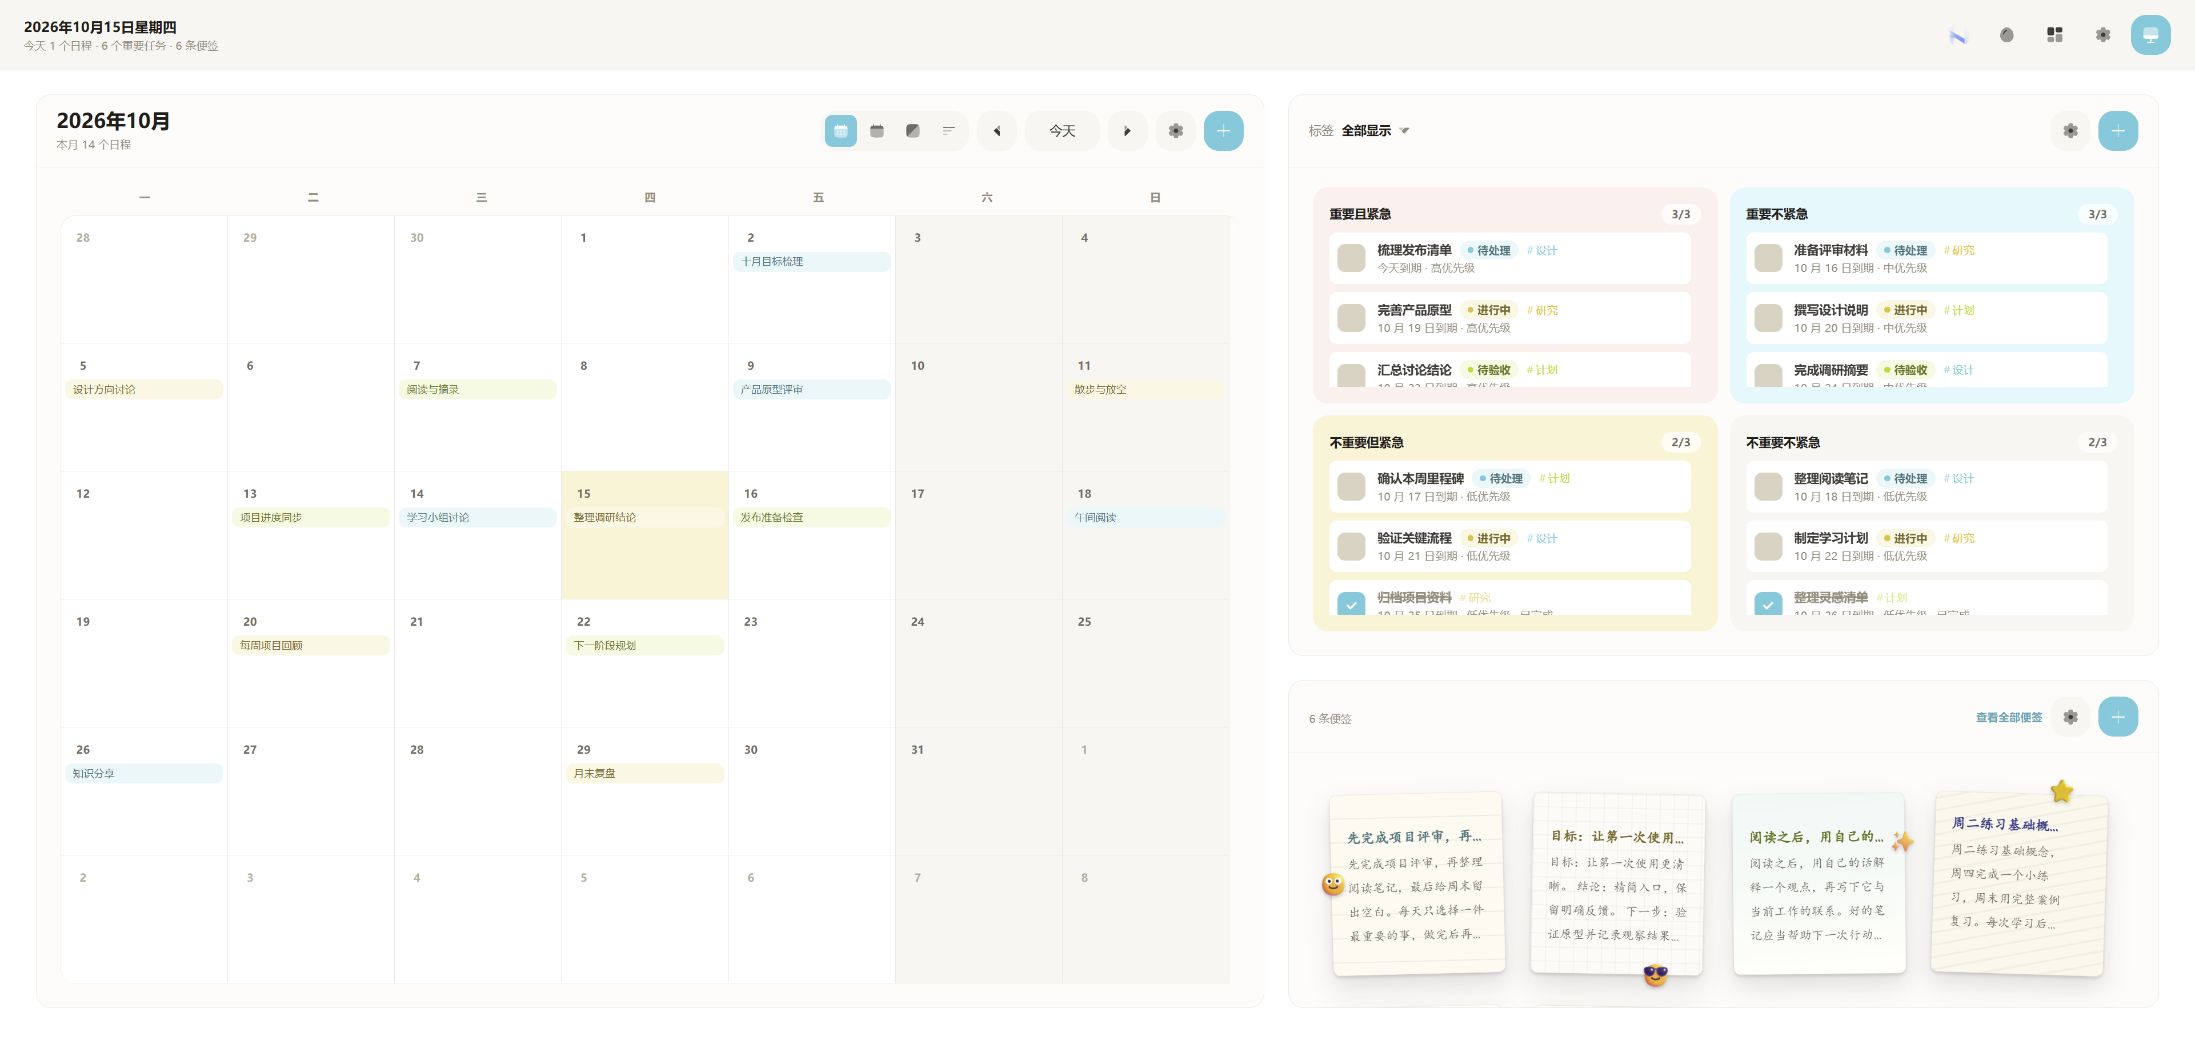 2026年10月15日星期四
今天 1 个日程 · 6 个重要任务 · 6 条便签
2026年10月
本月 14 个日程
今天
一 二 三 四 五 六 日
28 29 30 1 2 3 4
十月目标梳理
5 6 7 8 9 10 11
设计方向讨论 阅读与摘录 产品原型评审 散步与放空
12 13 14 15 16 17 18
项目进度同步 学习小组讨论 整理调研结论 发布准备检查 午间阅读
19 20 21 22 23 24 25
每周项目回顾 下一阶段规划
26 27 28 29 30 31 1
知识分享 月末复盘
2 3 4 5 6 7 8
标签 全部显示
重要且紧急 3/3
梳理发布清单 待处理 #设计
今天到期 · 高优先级
完善产品原型 进行中 #研究
10 月 19 日到期 · 高优先级
汇总讨论结论 待验收 #计划
重要不紧急 3/3
准备评审材料 待处理 #研究
10 月 16 日到期 · 中优先级
撰写设计说明 进行中 #计划
10 月 20 日到期 · 中优先级
完成调研摘要 待验收 #设计
不重要但紧急 2/3
确认本周里程碑 待处理 #计划
10 月 17 日到期 · 低优先级
验证关键流程 进行中 #设计
10 月 21 日到期 · 低优先级
归档项目资料 #研究
不重要不紧急 2/3
整理阅读笔记 待处理 #设计
10 月 18 日到期 · 低优先级
制定学习计划 进行中 #研究
10 月 22 日到期 · 低优先级
整理灵感清单 #计划
6 条便签
查看全部便签
先完成项目评审，再…
先完成项目评审，再整理
阅读笔记，最后给周末留
出空白。每天只选择一件
最重要的事，做完后再…
目标：让第一次使用…
目标：让第一次使用更清
晰。 结论：精简入口，保
留明确反馈。 下一步：验
证原型并记录观察结果…
阅读之后，用自己的…
阅读之后，用自己的话解
释一个观点，再写下它与
当前工作的联系。好的笔
记应当帮助下一次行动…
周二练习基础概…
周二练习基础概念，
周四完成一个小练
习，周末用完整案例
复习。每次学习后…